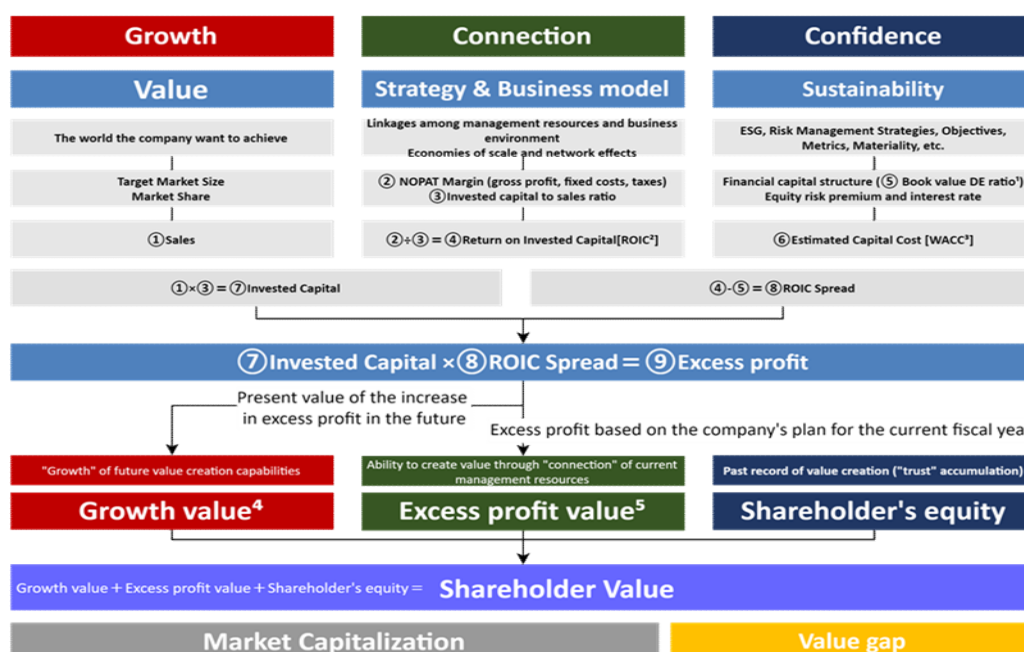 Growth
Connection
Confidence
Value
Strategy & Business model
Sustainability
The world the company want to achieve
Linkages among management resources and business
environment
Economies of scale and network effects
ESG, Risk Management Strategies, Objectives,
Metrics, Materiality, etc.
Target Market Size
Market Share
② NOPAT Margin (gross profit, fixed costs, taxes)
③Invested capital to sales ratio
Financial capital structure (⑤ Book value DE ratio¹)
Equity risk premium and interest rate
①Sales
②÷③=④Return on Invested Capital[ROIC²]
⑥Estimated Capital Cost [WACC³]
①×③=⑦Invested Capital
④-⑤=⑧ROIC Spread
⑦Invested Capital ×⑧ROIC Spread=⑨Excess profit
Present value of the increase
in excess profit in the future
Excess profit based on the company's plan for the current fiscal yea
"Growth" of future value creation capabilities
Ability to create value through "connection" of current
management resources
Past record of value creation ("trust" accumulation)
Growth value⁴
Excess profit value⁵
Shareholder's equity
Growth value+Excess profit value+Shareholder's equity= Shareholder Value
Market Capitalization
Value gap